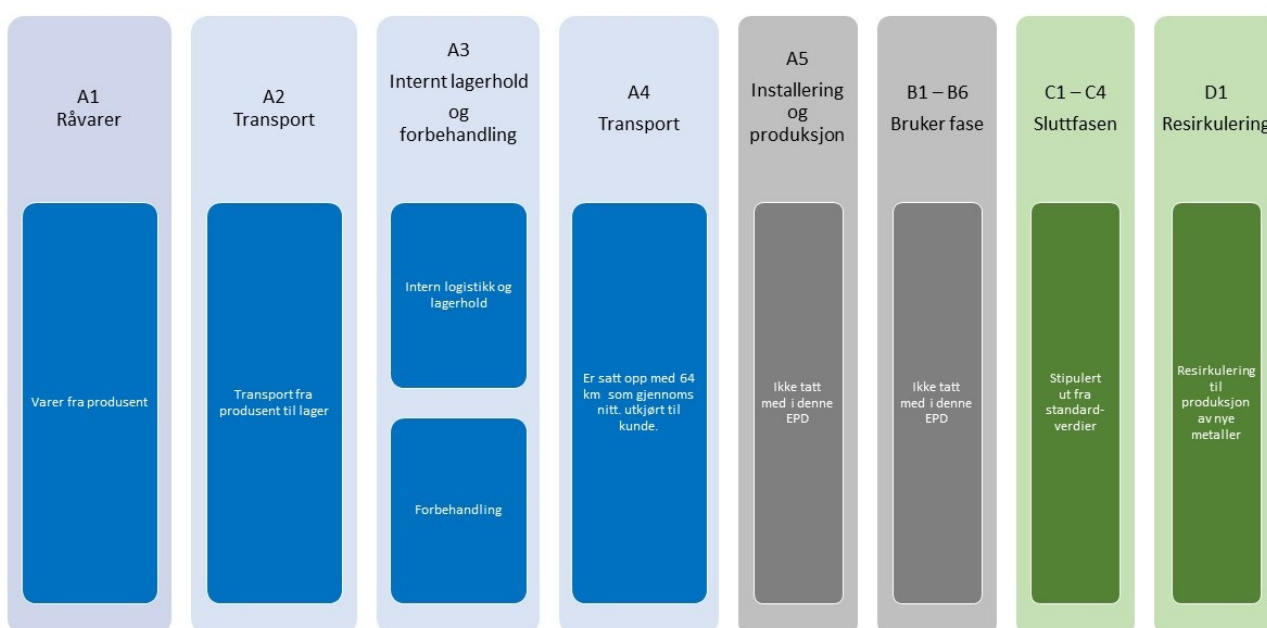 A1
Råvarer
Varer fra produsent
A2
Transport
Transport fra
produsent til lager
A3
Internt lagerhold
og
forbehandling
Intern logistikk og
lagerhold
Forbehandling
A4
Transport
Er satt opp med 64
km som gjennoms
nitt. utkjørt til
kunde.
A5
Installering
og
produksjon
Ikke tatt
med i denne
EPD
B1 – B6
Bruker fase
Ikke tatt
med i denne
EPD
C1 – C4
Sluttfasen
Stipulert
ut fra
standard-
verdier
D1
Resirkulering
Resirkulering
til
produksjon
av nye
metaller